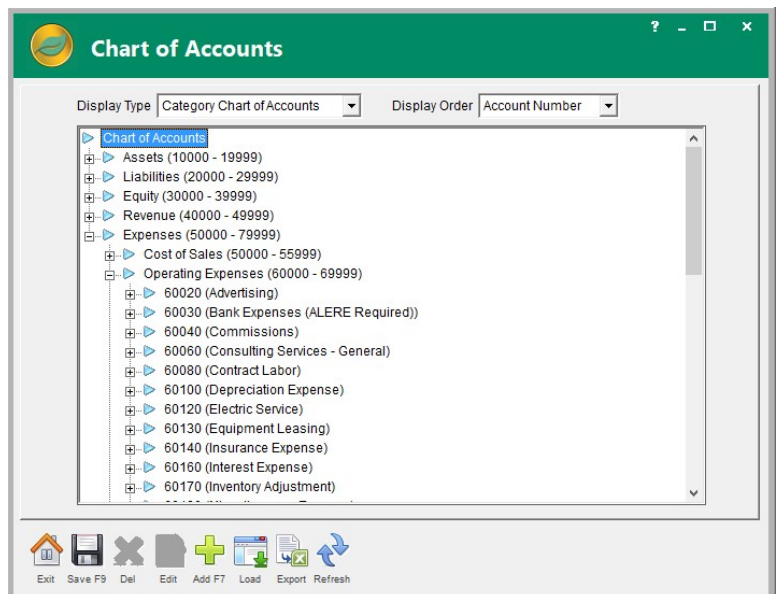 Chart of Accounts
? _ □ ×
Display Type Category Chart of Accounts Display Order Account Number
Chart of Accounts
Assets (10000 - 19999)
Liabilities (20000 - 29999)
Equity (30000 - 39999)
Revenue (40000 - 49999)
Expenses (50000 - 79999)
Cost of Sales (50000 - 55999)
Operating Expenses (60000 - 69999)
60020 (Advertising)
60030 (Bank Expenses (ALERE Required))
60040 (Commissions)
60060 (Consulting Services - General)
60080 (Contract Labor)
60100 (Depreciation Expense)
60120 (Electric Service)
60130 (Equipment Leasing)
60140 (Insurance Expense)
60160 (Interest Expense)
60170 (Inventory Adjustment)
Exit Save F9 Del Edit Add F7 Load Export Refresh